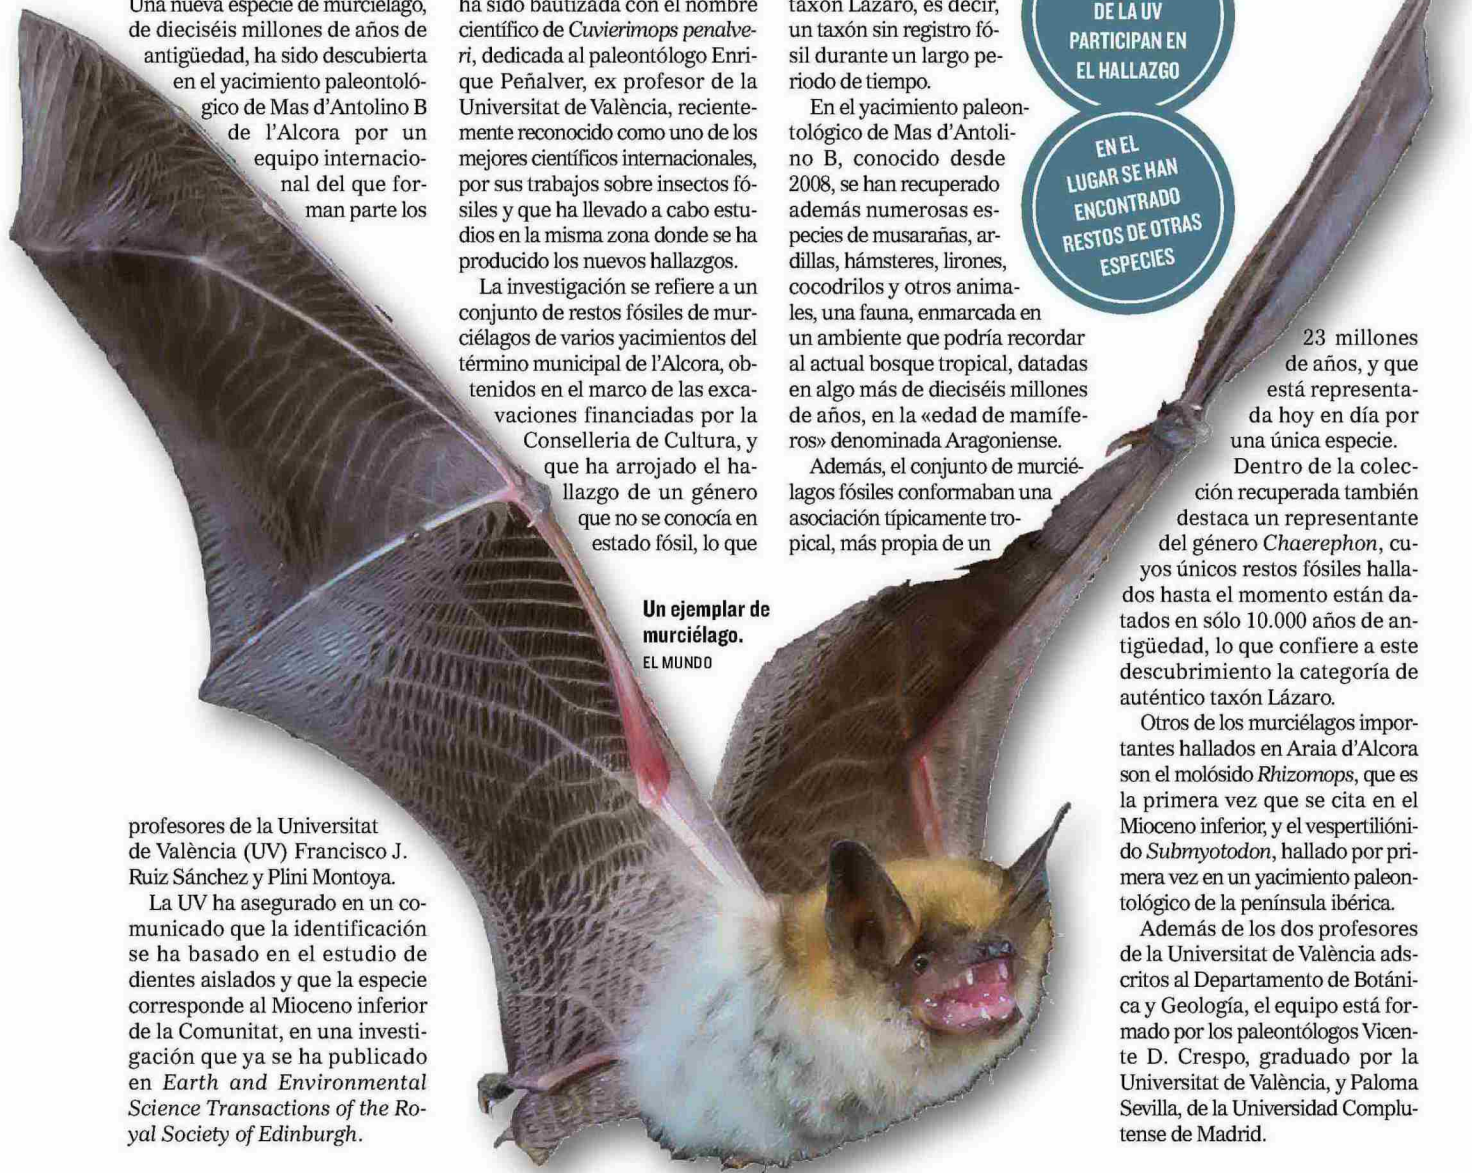 Una nueva especie de murciélago,
de dieciséis millones de años de
antigüedad, ha sido descubierta
en el yacimiento paleontoló-
gico de Mas d'Antolino B
de l'Alcora por un
equipo internacio-
nal del que for-
man parte los
profesores de la Universitat
de València (UV) Francisco J.
Ruiz Sánchez y Plini Montoya.
La UV ha asegurado en un co-
municado que la identificación
se ha basado en el estudio de
dientes aislados y que la especie
corresponde al Mioceno inferior
de la Comunitat, en una investi-
gación que ya se ha publicado
en Earth and Environmental
Science Transactions of the Ro-
yal Society of Edinburgh.
ha sido bautizada con el nombre
científico de Cuvierimops penalve-
ri, dedicada al paleontólogo Enri-
que Peñalver, ex profesor de la
Universitat de València, reciente-
mente reconocido como uno de los
mejores científicos internacionales,
por sus trabajos sobre insectos fó-
siles y que ha llevado a cabo estu-
dios en la misma zona donde se ha
producido los nuevos hallazgos.
La investigación se refiere a un
conjunto de restos fósiles de mur-
ciélagos de varios yacimientos del
término municipal de l'Alcora, ob-
tenidos en el marco de las exca-
vaciones financiadas por la
Conselleria de Cultura, y
que ha arrojado el ha-
llazgo de un género
que no se conocía en
estado fósil, lo que
taxón Lázaro, es decir,
un taxón sin registro fó-
sil durante un largo pe-
riodo de tiempo.
En el yacimiento paleon-
tológico de Mas d'Antoli-
no B, conocido desde
2008, se han recuperado
además numerosas es-
pecies de musarañas, ar-
dillas, hámsteres, lirones,
cocodrilos y otros anima-
les, una fauna, enmarcada en
un ambiente que podría recordar
al actual bosque tropical, datadas
en algo más de dieciséis millones
de años, en la «edad de mamífe-
ros» denominada Aragoniense.
Además, el conjunto de murcié-
lagos fósiles conformaban una
asociación típicamente tro-
pical, más propia de un
DE LA UV
PARTICIPAN EN
EL HALLAZGO
EN EL
LUGAR SE HAN
ENCONTRADO
RESTOS DE OTRAS
ESPECIES
23 millones
de años, y que
está representa-
da hoy en día por
una única especie.
Dentro de la colec-
ción recuperada también
destaca un representante
del género Chaerephon, cu-
yos únicos restos fósiles halla-
dos hasta el momento están da-
tados en sólo 10.000 años de an-
tigüedad, lo que confiere a este
descubrimiento la categoría de
auténtico taxón Lázaro.
Otros de los murciélagos impor-
tantes hallados en Araia d'Alcora
son el molósido Rhizomops, que es
la primera vez que se cita en el
Mioceno inferior, y el vespertilióni-
do Submyotodon, hallado por pri-
mera vez en un yacimiento paleon-
tológico de la península ibérica.
Además de los dos profesores
de la Universitat de València ads-
critos al Departamento de Botáni-
ca y Geología, el equipo está for-
mado por los paleontólogos Vicen-
te D. Crespo, graduado por la
Universitat de València, y Paloma
Sevilla, de la Universidad Complu-
tense de Madrid.
Un ejemplar de
murciélago.
EL MUNDO